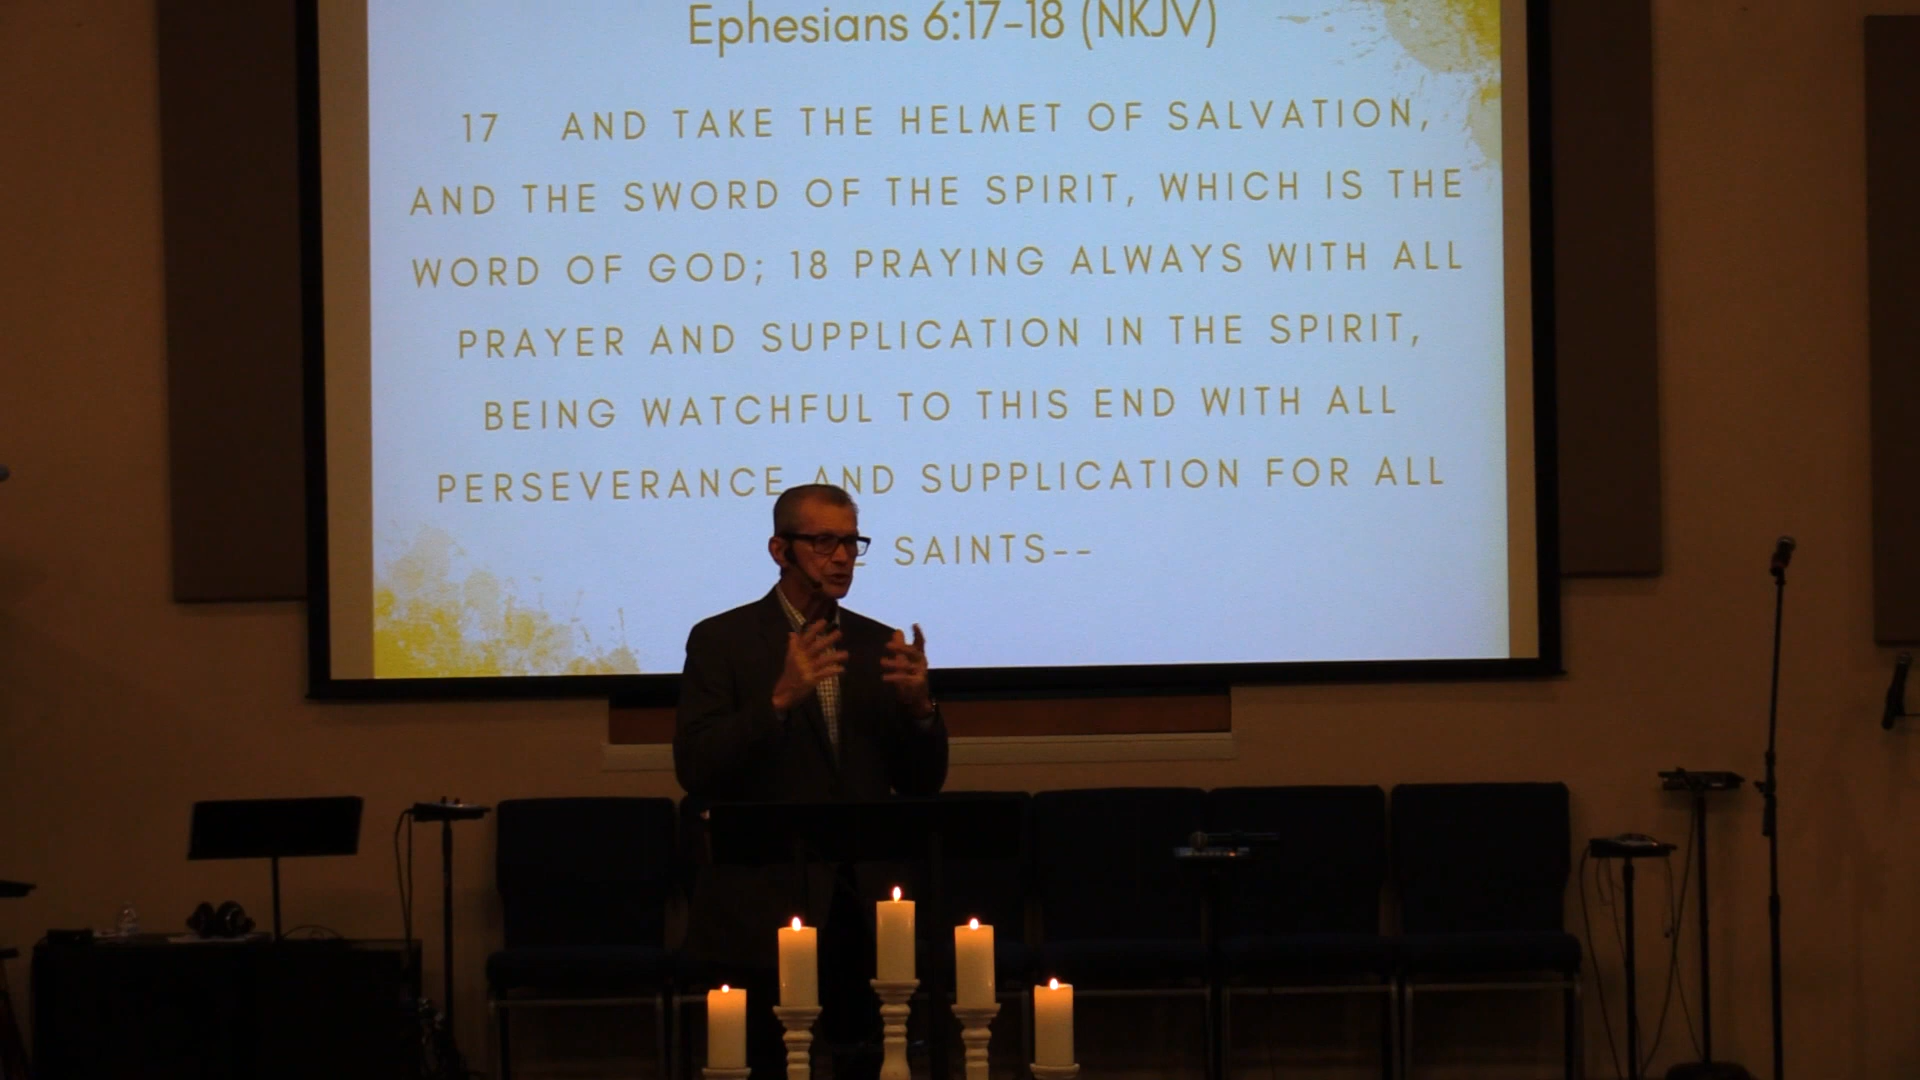 Ephesians 6:17-18 (NKJV)
17 AND TAKE THE HELMET OF SALVATION,
AND THE SWORD OF THE SPIRIT, WHICH IS THE
WORD OF GOD; 18 PRAYING ALWAYS WITH ALL
PRAYER AND SUPPLICATION IN THE SPIRIT,
BEING WATCHFUL TO THIS END WITH ALL
PERSEVERANCE AND SUPPLICATION FOR ALL
SAINTS--